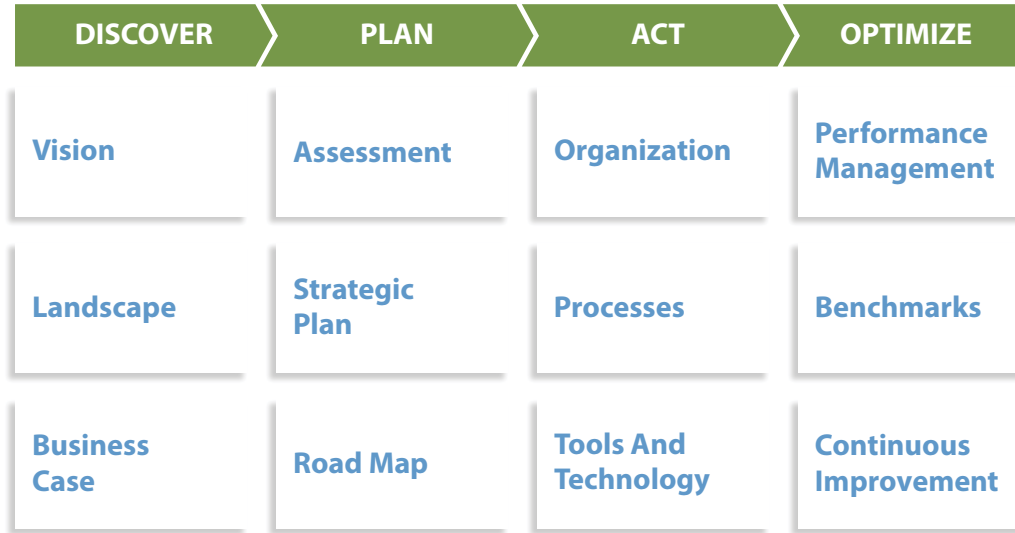 DISCOVER
PLAN
ACT
OPTIMIZE
Vision
Assessment
Organization
Performance
Management
Landscape
Strategic
Plan
Processes
Benchmarks
Business
Case
Road Map
Tools And
Technology
Continuous
Improvement